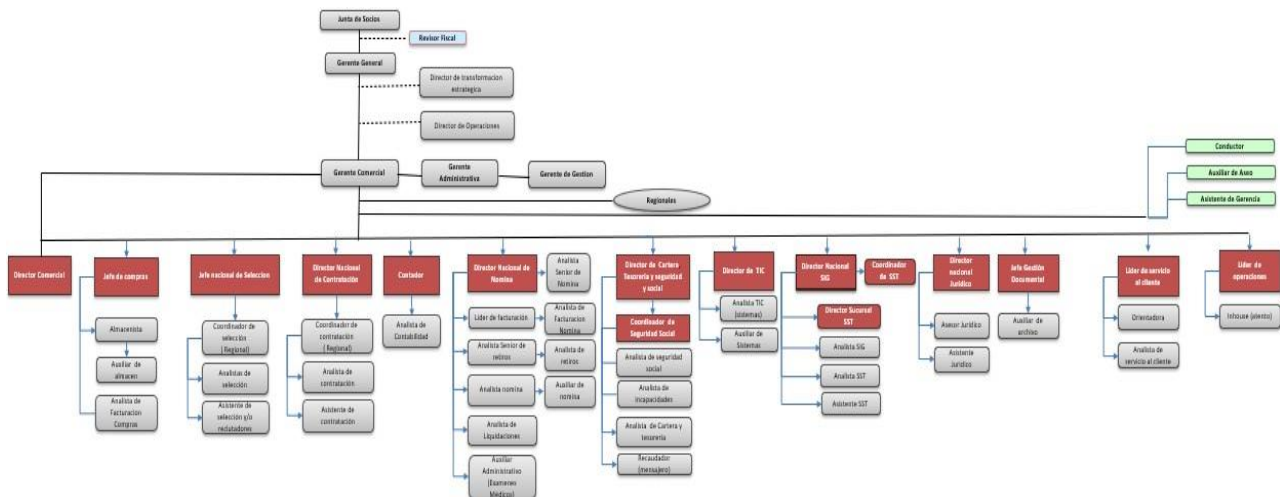 Junta de Socios
Revisor Fiscal
Gerente General
Director de transformacion
estrategica
Director de Operaciones
Gerente Comercial
Gerente
Administrativa
Gerente de Gestion
Conductor
Auxiliar de Aseo
Asistente de Gerencia
Regionales
Director Comercial
Jefe de compras
Almacenista
Auxiliar de
almacen
Analista de
Facturacion
Compras
Jefe nacional de Seleccion
Coordinador de
selección
( Regional)
Analistas de
selección
Asistente de
selección y/o
reclutadores
Director Nacional
de Contratación
Coordinador de
contratación
( Regional)
Analista de
contratación
Asistente de
contratación
Contador
Analista de
Contabilidad
Director Nacional de
Nomina
Analista
Senior de
Nomina
Lider de facturación
Analista de
Facturacion
Nomina
Analista Senior de
retiros
Analista de
retiros
Analista nomina
Auxiliar de
nomina
Analista de
Liquidaciones
Auxiliar
Administrativo
(Examenes
Médicos)
Director de Cartera
Tesoreria y seguridad
y social
Coordinador de
Seguridad Social
Analista de seguridad
social
Analista de
Incapacidades
Analista de Cartera y
tesoreria
Recaudador
(mensajero)
Director de TIC
Analista TIC
(sistemas)
Auxiliar de
Sistemas
Director Nacional
SIG
Coordinador
de SST
Director Sucursal
SST
Analista SIG
Analista SST
Asistente SST
Director
nacional
Jurídico
Asesor Jurídico
Asistente
Juridico
Jefe Gestión
Documental
Auxiliar de
archivo
Lider de servicio
al cliente
Orientadora
Analista de
servicio al cliente
Lider de
operaciones
Inhouse (atento)